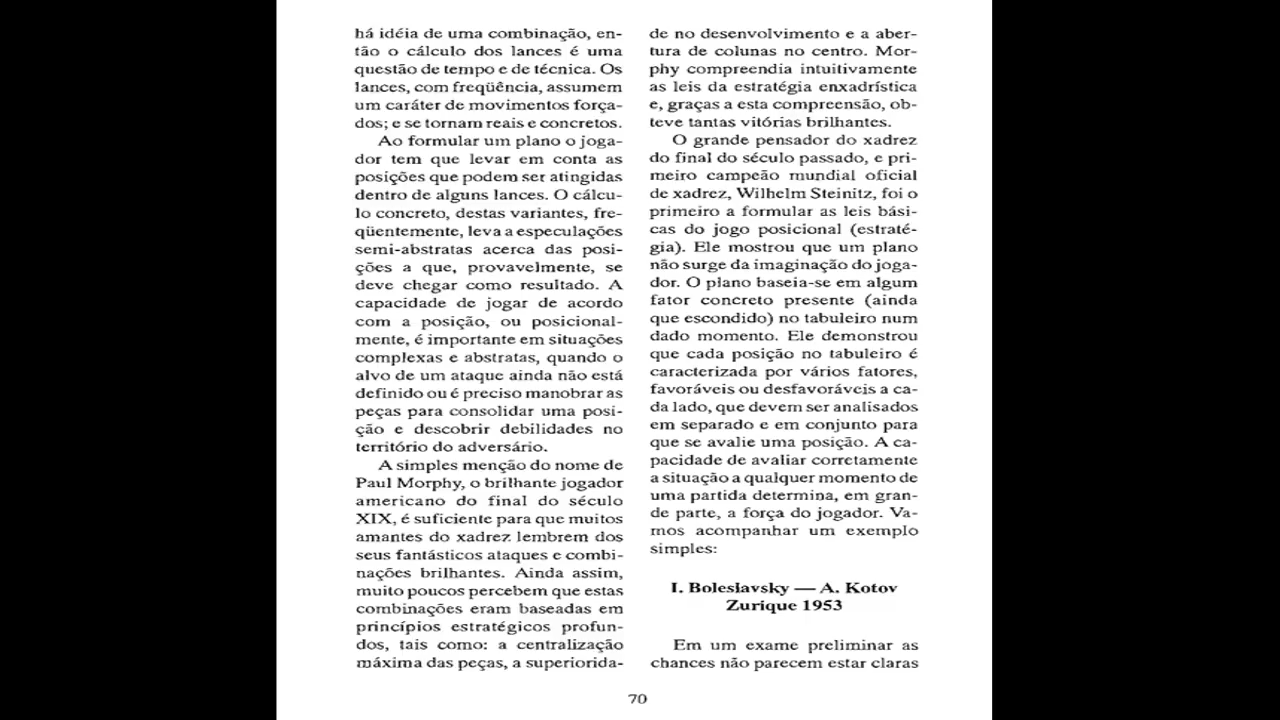 há idéia de uma combinação, en-
tão o cálculo dos lances é uma
questão de tempo e de técnica. Os
lances, com freqüência, assumem
um caráter de movimentos força-
dos; e se tornam reais e concretos.
Ao formular um plano o joga-
dor tem que levar em conta as
posições que podem ser atingidas
dentro de alguns lances. O cálcu-
lo concreto, destas variantes, fre-
qüentemente, leva a especulações
semi-abstratas acerca das posi-
ções a que, provavelmente, se
deve chegar como resultado. A
capacidade de jogar de acordo
com a posição, ou posicional-
mente, é importante em situações
complexas e abstratas, quando o
alvo de um ataque ainda não está
definido ou é preciso manobrar as
peças para consolidar uma posi-
ção e descobrir debilidades no
território do adversário.
A simples menção do nome de
Paul Morphy, o brilhante jogador
americano do final do século
XIX, é suficiente para que muitos
amantes do xadrez lembrem dos
seus fantásticos ataques e combi-
nações brilhantes. Ainda assim,
muito poucos percebem que estas
combinações eram baseadas em
princípios estratégicos profun-
dos, tais como: a centralização
máxima das peças, a superiorida-
de no desenvolvimento e a aber-
tura de colunas no centro. Mor-
phy compreendia intuitivamente
as leis da estratégia enxadrística
e, graças a esta compreensão, ob-
teve tantas vitórias brilhantes.
O grande pensador do xadrez
do final do século passado, e pri-
meiro campeão mundial oficial
de xadrez, Wilhelm Steinitz, foi o
primeiro a formular as leis bási-
cas do jogo posicional (estraté-
gia). Ele mostrou que um plano
não surge da imaginação do joga-
dor. O plano baseia-se em algum
fator concreto presente (ainda
que escondido) no tabuleiro num
dado momento. Ele demonstrou
que cada posição no tabuleiro é
caracterizada por vários fatores,
favoráveis ou desfavoráveis a ca-
da lado, que devem ser analisados
em separado e em conjunto para
que se avalie uma posição. A ca-
pacidade de avaliar corretamente
a situação a qualquer momento de
uma partida determina, em gran-
de parte, a força do jogador. Va-
mos acompanhar um exemplo
simples:
I. Boleslavsky — A. Kotov
Zurique 1953
Em um exame preliminar as
chances não parecem estar claras
70